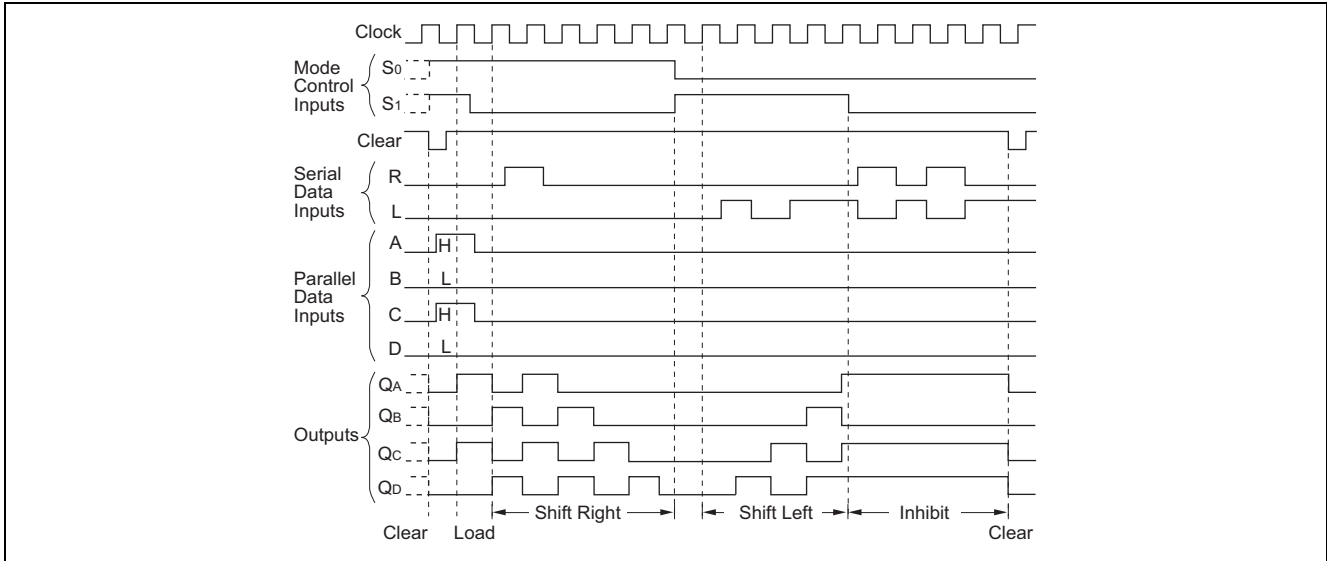 Clock
Mode
Control
Inputs
S0
S1
Clear
Serial
Data
Inputs
R
L
Parallel
Data
Inputs
A
H
B
L
C
H
D
L
Outputs
QA
QB
QC
QD
Shift Right
Shift Left
Inhibit
Clear
Load
Clear